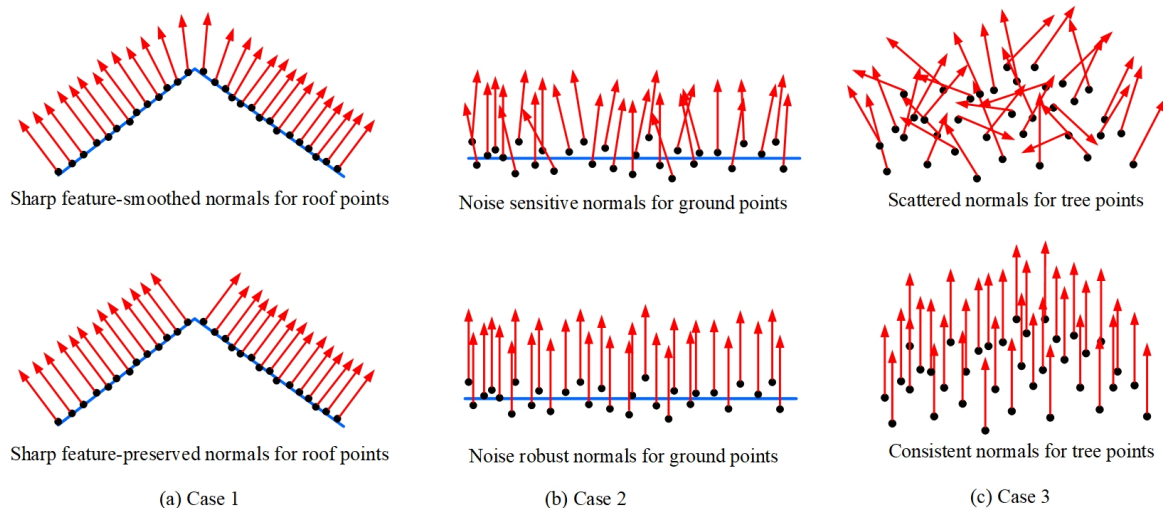 Sharp feature-smoothed normals for roof points
Noise sensitive normals for ground points
Scattered normals for tree points
Sharp feature-preserved normals for roof points
Noise robust normals for ground points
Consistent normals for tree points
(a) Case 1
(b) Case 2
(c) Case 3